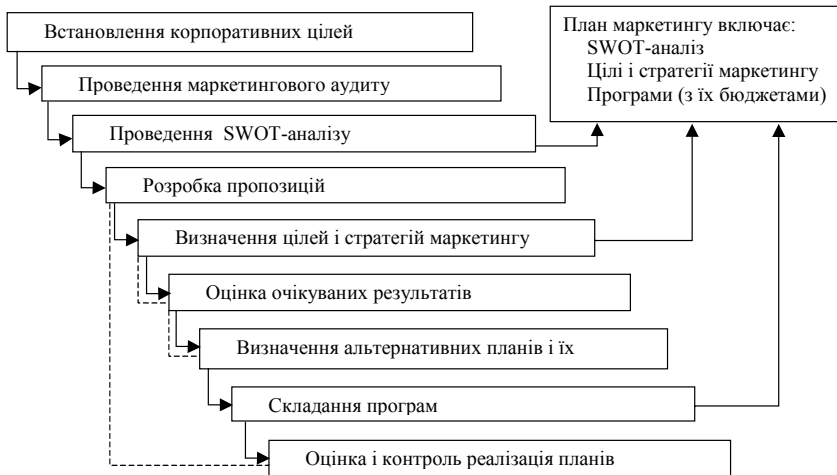 Встановлення корпоративних цілей
Проведення маркетингового аудиту
Проведення SWOT-аналізу
Розробка пропозицій
Визначення цілей і стратегій маркетингу
Оцінка очікуваних результатів
Визначення альтернативних планів і їх
Складання програм
Оцінка і контроль реалізація планів
План маркетингу включає:
SWOT-аналіз
Цілі і стратегії маркетингу
Програми (з їх бюджетами)